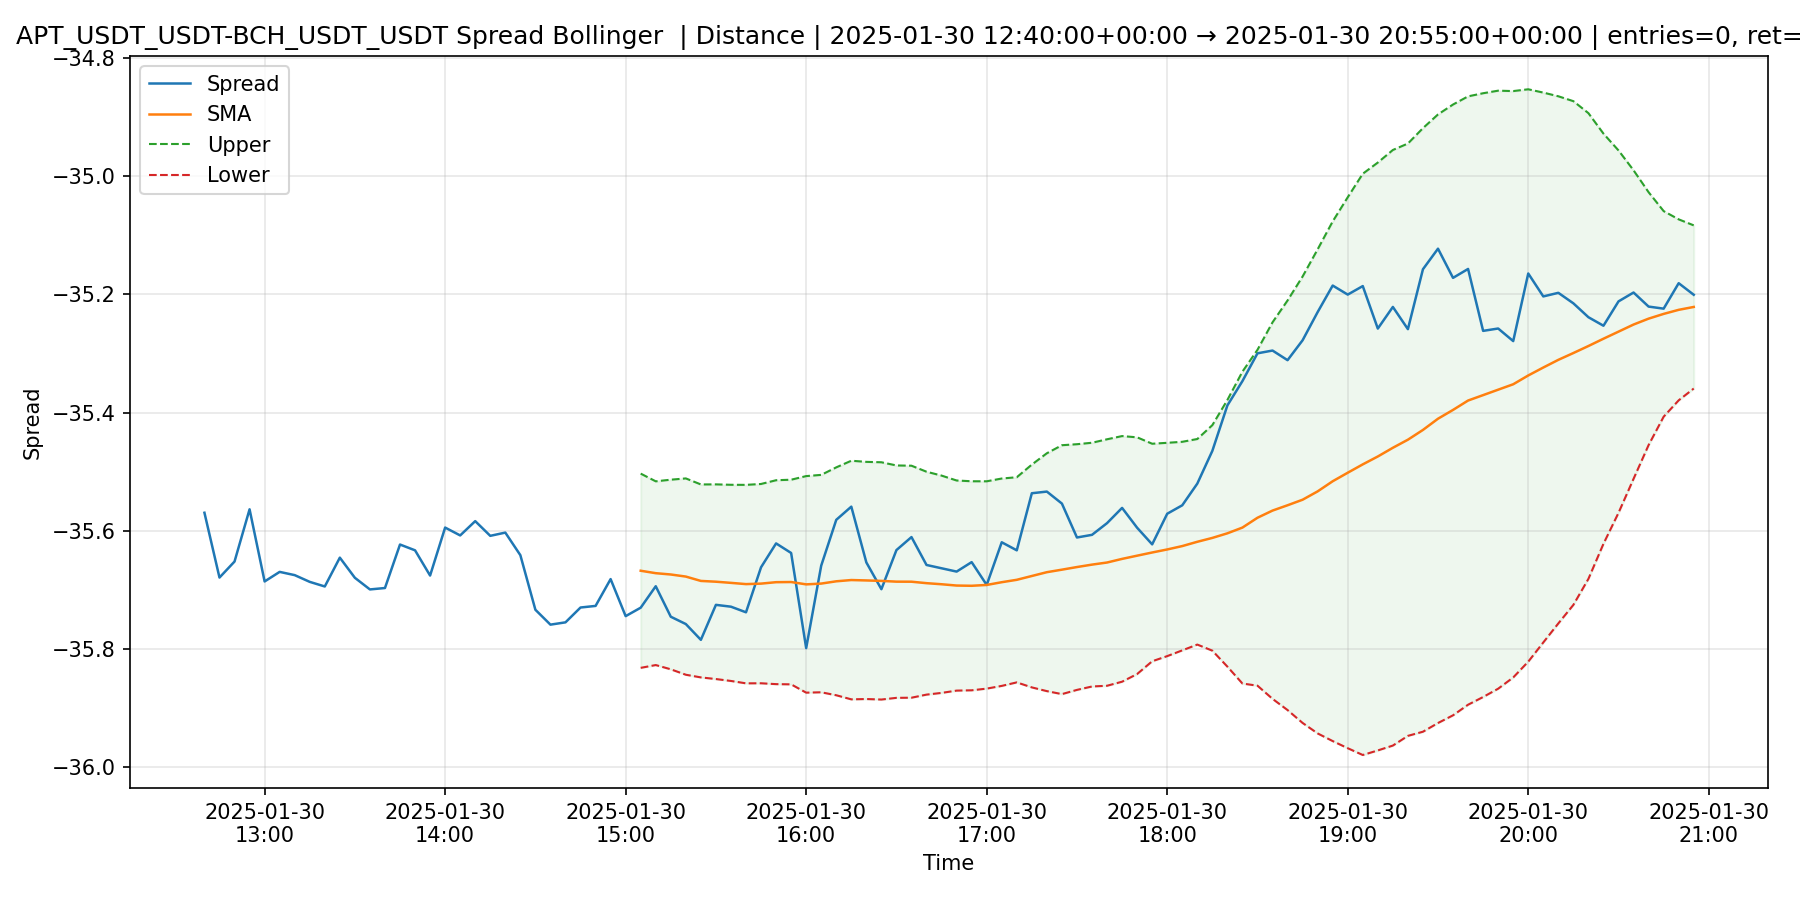 APT_USDT_USDT-BCH_USDT_USDT Spread Bollinger | Distance | 2025-01-30 12:40:00+00:00 → 2025-01-30 20:55:00+00:00 | entries=0, ret=
−34.8
−35.0
−35.2
−35.4
−35.6
−35.8
−36.0
Spread
Spread
SMA
Upper
Lower
2025-01-30 2025-01-30 2025-01-30 2025-01-30 2025-01-30 2025-01-30 2025-01-30 2025-01-30 2025-01-30
13:00 14:00 15:00 16:00 17:00 18:00 19:00 20:00 21:00
Time